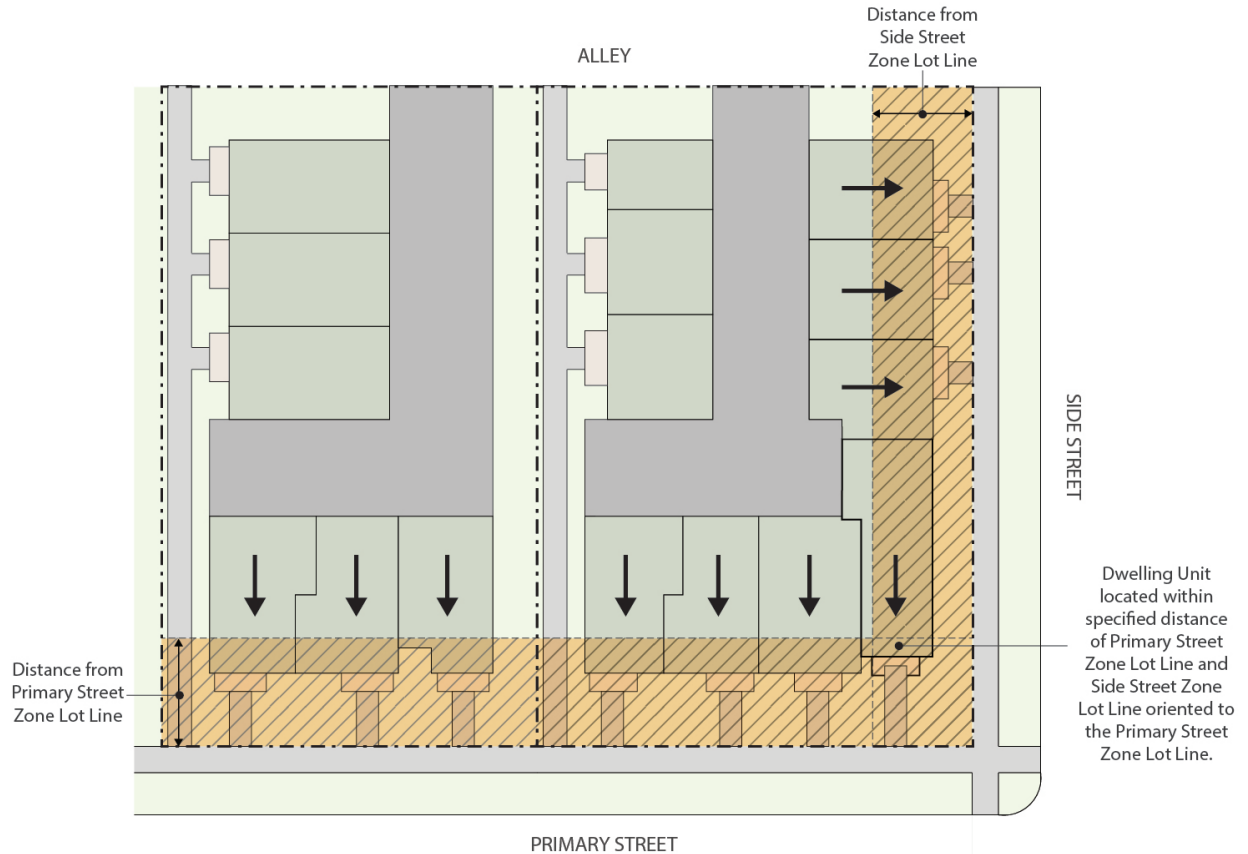 Distance from
Side Street
Zone Lot Line
ALLEY
SIDE STREET
Dwelling Unit
located within
specified distance
of Primary Street
Zone Lot Line and
Side Street Zone
Lot Line oriented to
the Primary Street
Zone Lot Line.
Distance from
Primary Street
Zone Lot Line
PRIMARY STREET